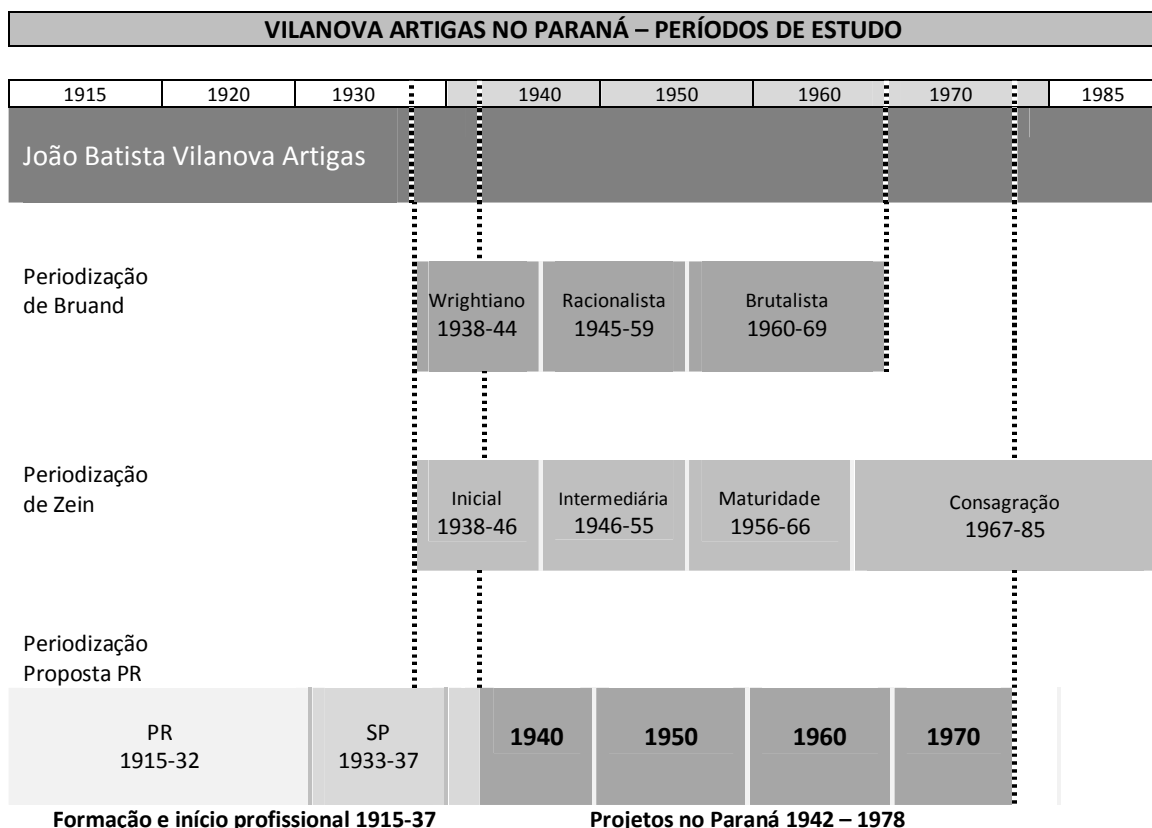 VILANOVA ARTIGAS NO PARANÁ – PERÍODOS DE ESTUDO
1915 1920 1930 1940 1950 1960 1970 1985
João Batista Vilanova Artigas
Periodização
de Bruand
Wrightiano Racionalista Brutalista
1938-44 1945-59 1960-69
Periodização
de Zein
Inicial Intermediária Maturidade Consagração
1938-46 1946-55 1956-66 1967-85
Periodização
Proposta PR
PR SP 1940 1950 1960 1970
1915-32 1933-37
Formação e início profissional 1915-37 Projetos no Paraná 1942 – 1978